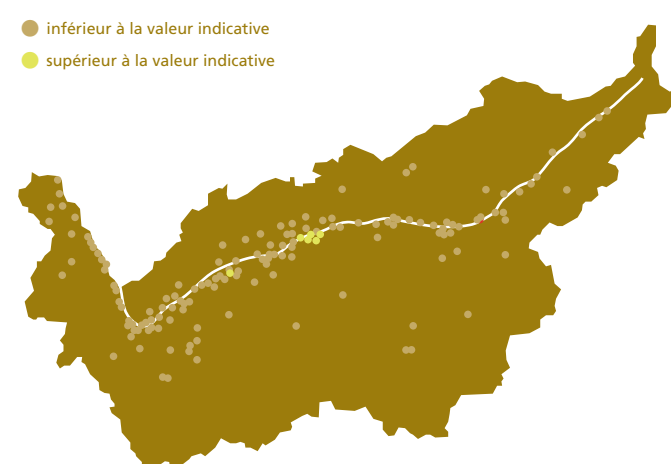 inférieur à la valeur indicative
supérieur à la valeur indicative